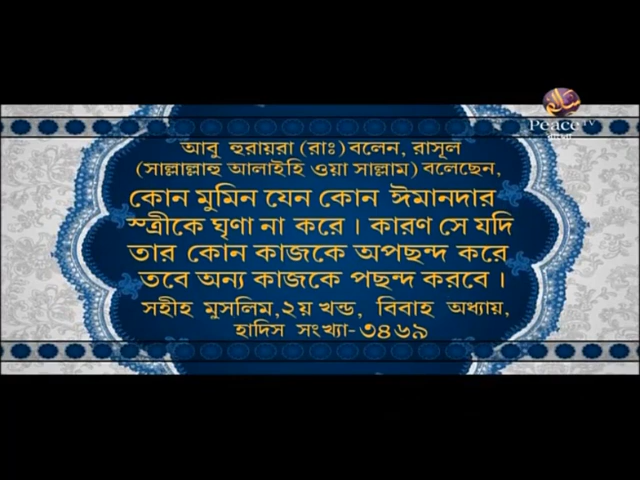 سلام
Peace TV
বাংলা
আবু হুরায়রা (রাঃ) বলেন, রাসূল
(সাল্লাল্লাহু আলাইহি ওয়া সাল্লাম) বলেছেন,
কোন মুমিন যেন কোন ঈমানদার
স্ত্রীকে ঘৃণা না করে। কারণ সে যদি
তার কোন কাজকে অপছন্দ করে
তবে অন্য কাজকে পছন্দ করবে।
সহীহ মুসলিম,২য় খন্ড, বিবাহ অধ্যায়,
হাদিস সংখ্যা-৩৪৬৯